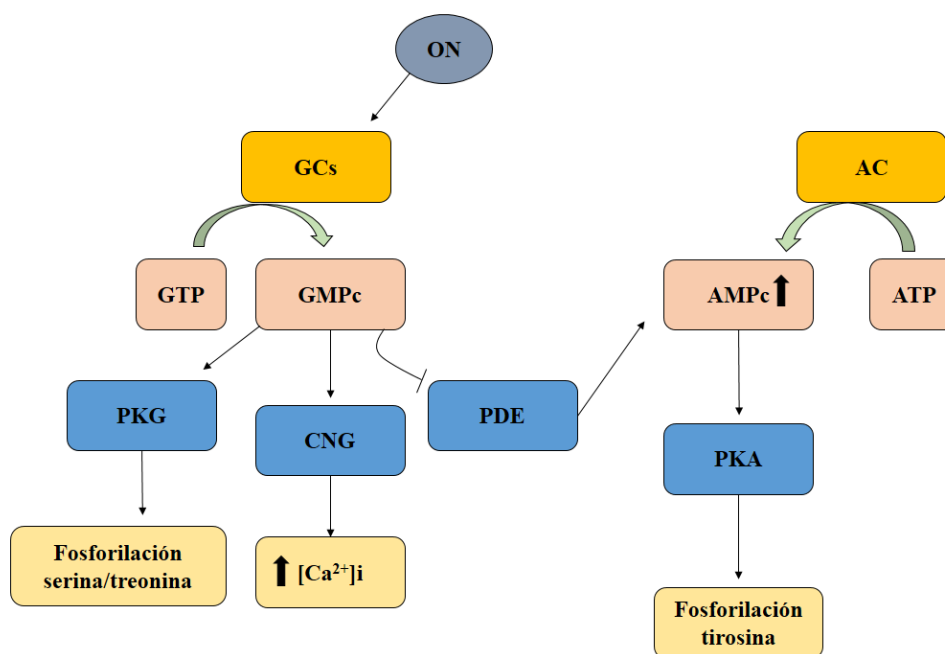 ON
GCs
AC
GTP
GMPc
AMPc
ATP
PKG
CNG
PDE
PKA
Fosforilación
serina/treonina
[Ca²⁺]i
Fosforilación
tirosina